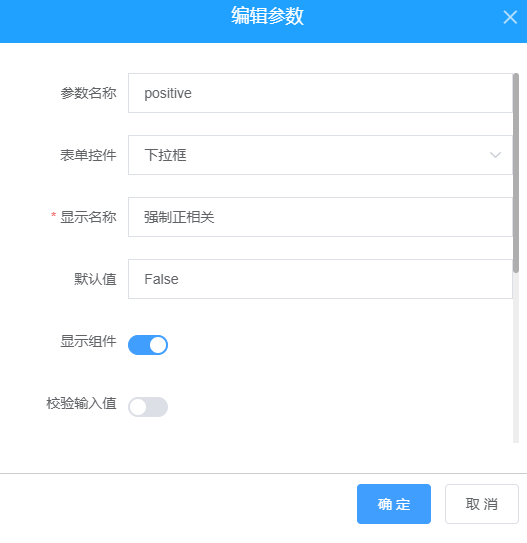 编辑参数
参数名称 positive
表单控件 下拉框
* 显示名称 强制正相关
默认值 False
显示组件
校验输入值
确 定 取 消